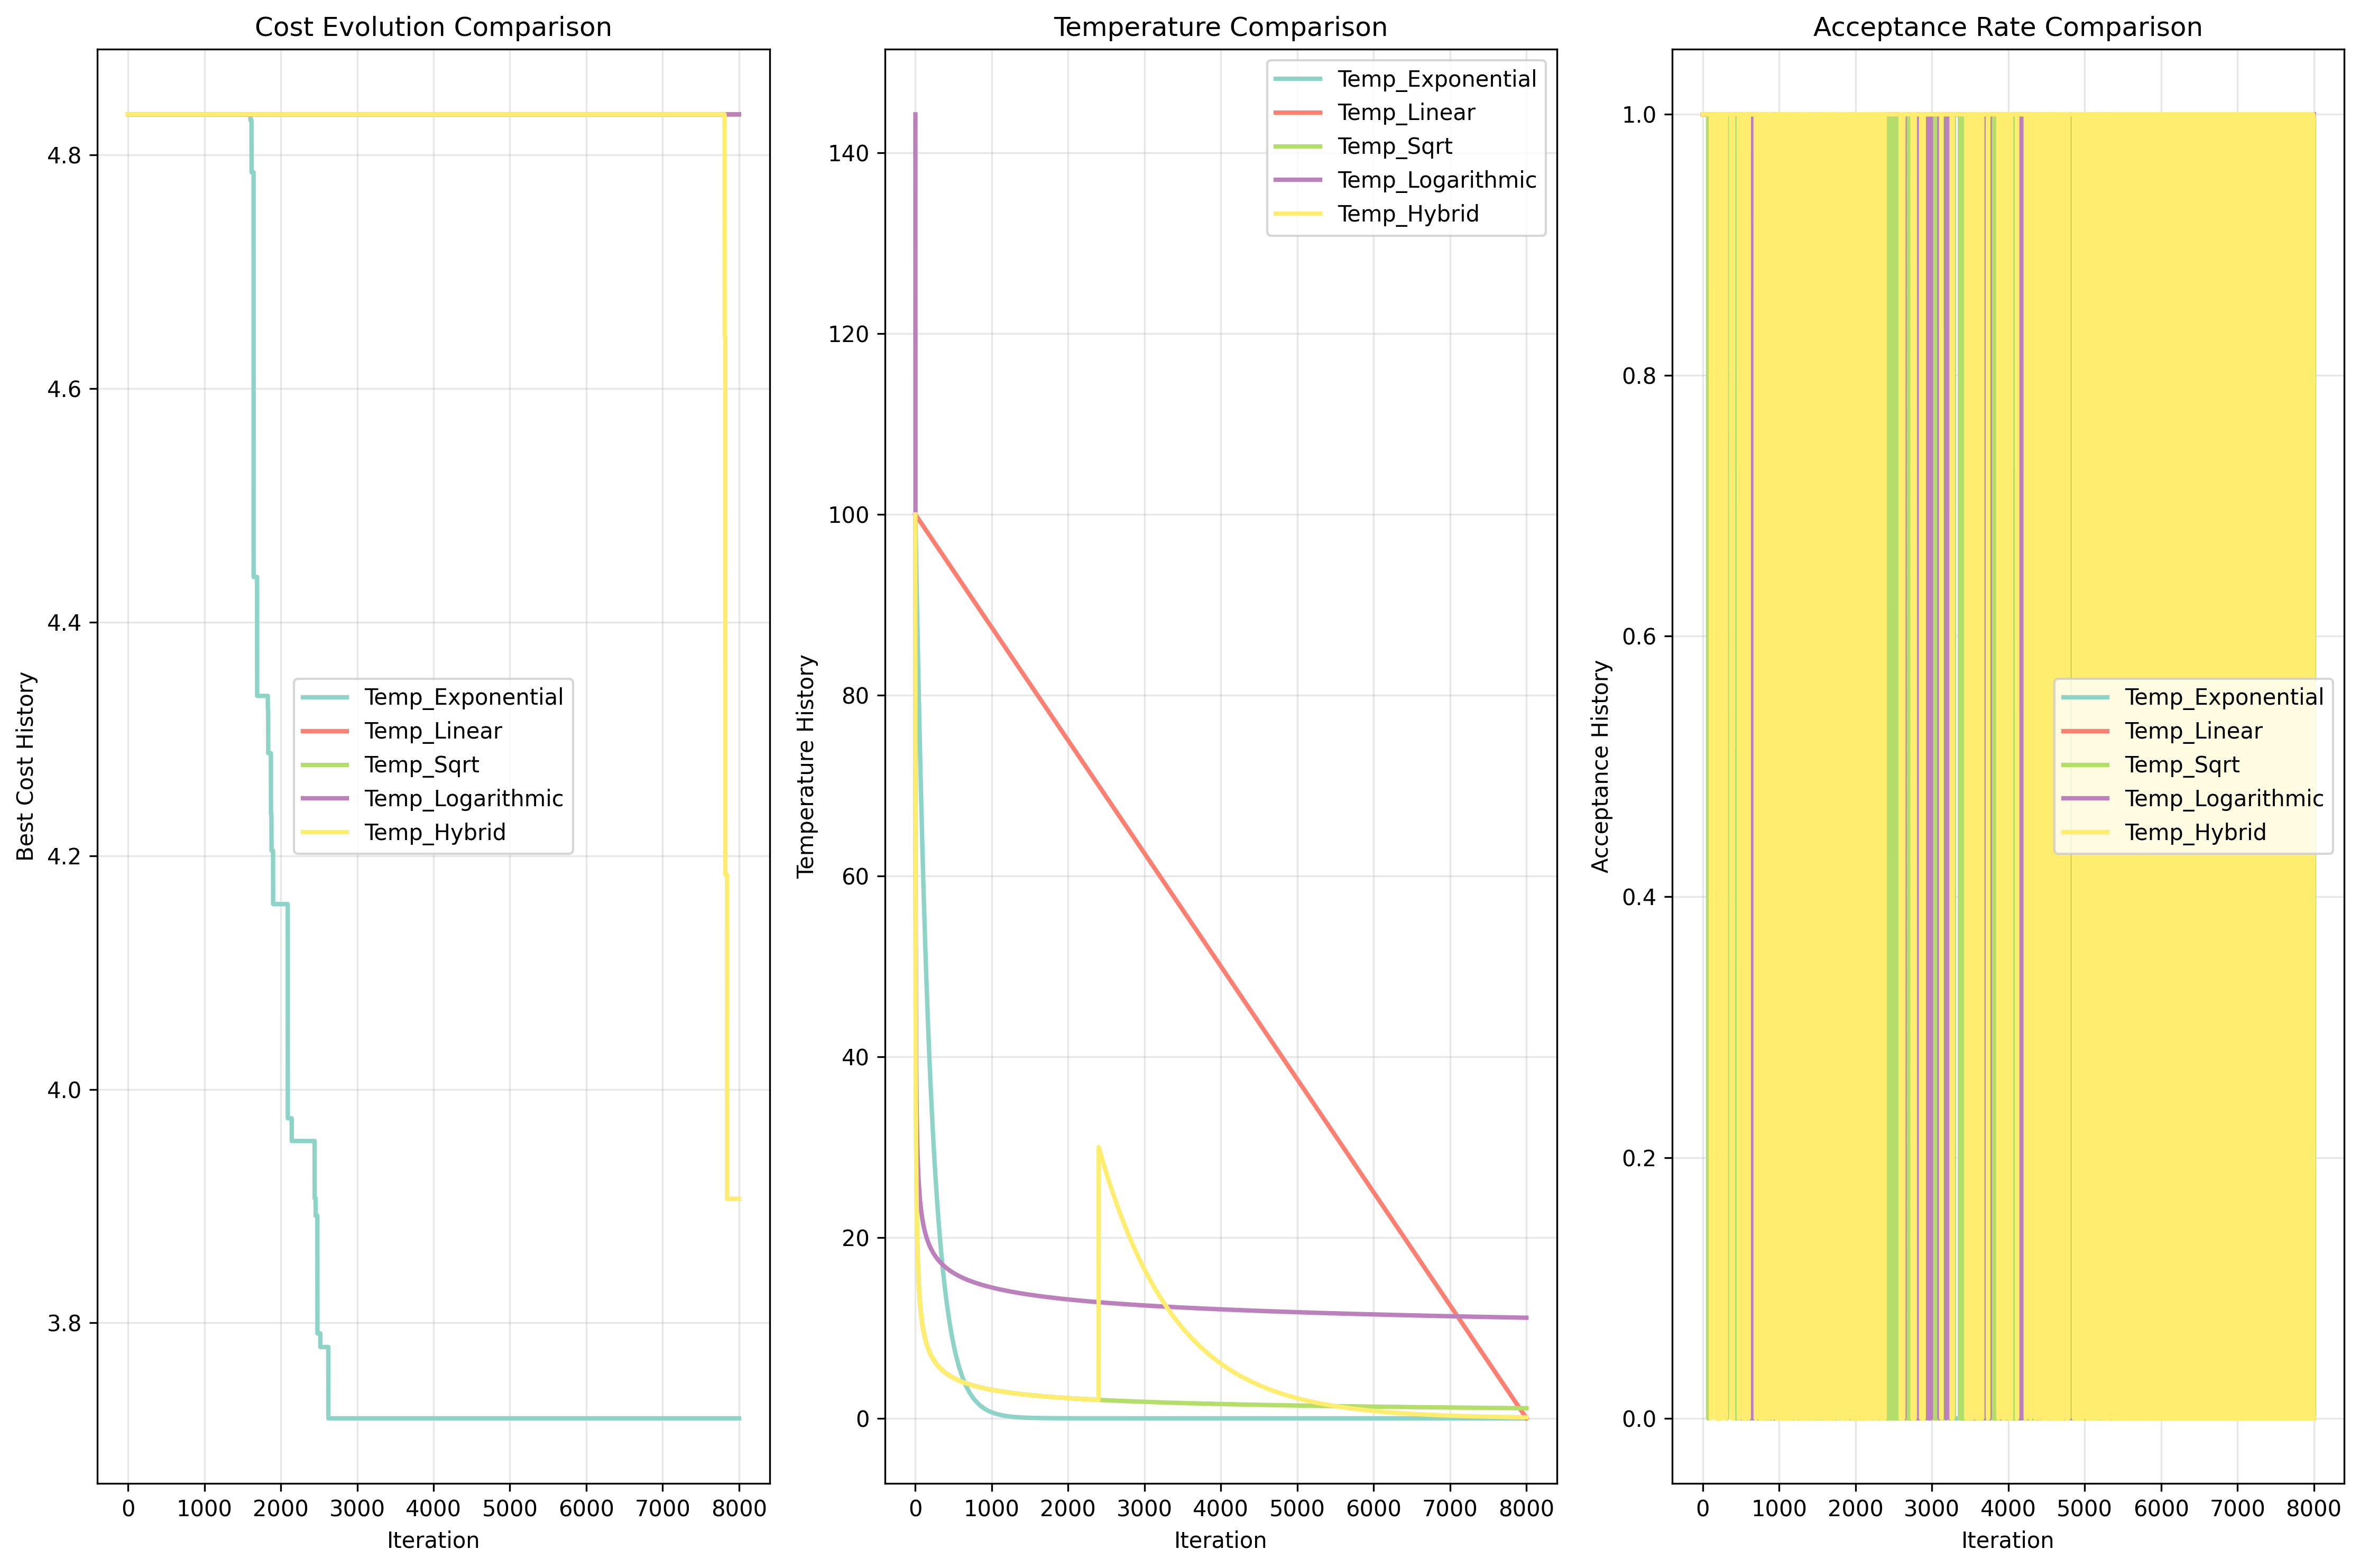 Cost Evolution Comparison
Best Cost History
4.8
4.6
4.4
4.2
4.0
3.8
Temp_Exponential
Temp_Linear
Temp_Sqrt
Temp_Logarithmic
Temp_Hybrid
0 1000 2000 3000 4000 5000 6000 7000 8000
Iteration
Temperature Comparison
Temperature History
140
120
100
80
60
40
20
0
Temp_Exponential
Temp_Linear
Temp_Sqrt
Temp_Logarithmic
Temp_Hybrid
0 1000 2000 3000 4000 5000 6000 7000 8000
Iteration
Acceptance Rate Comparison
Acceptance History
1.0
0.8
0.6
0.4
0.2
0.0
Temp_Exponential
Temp_Linear
Temp_Sqrt
Temp_Logarithmic
Temp_Hybrid
0 1000 2000 3000 4000 5000 6000 7000 8000
Iteration